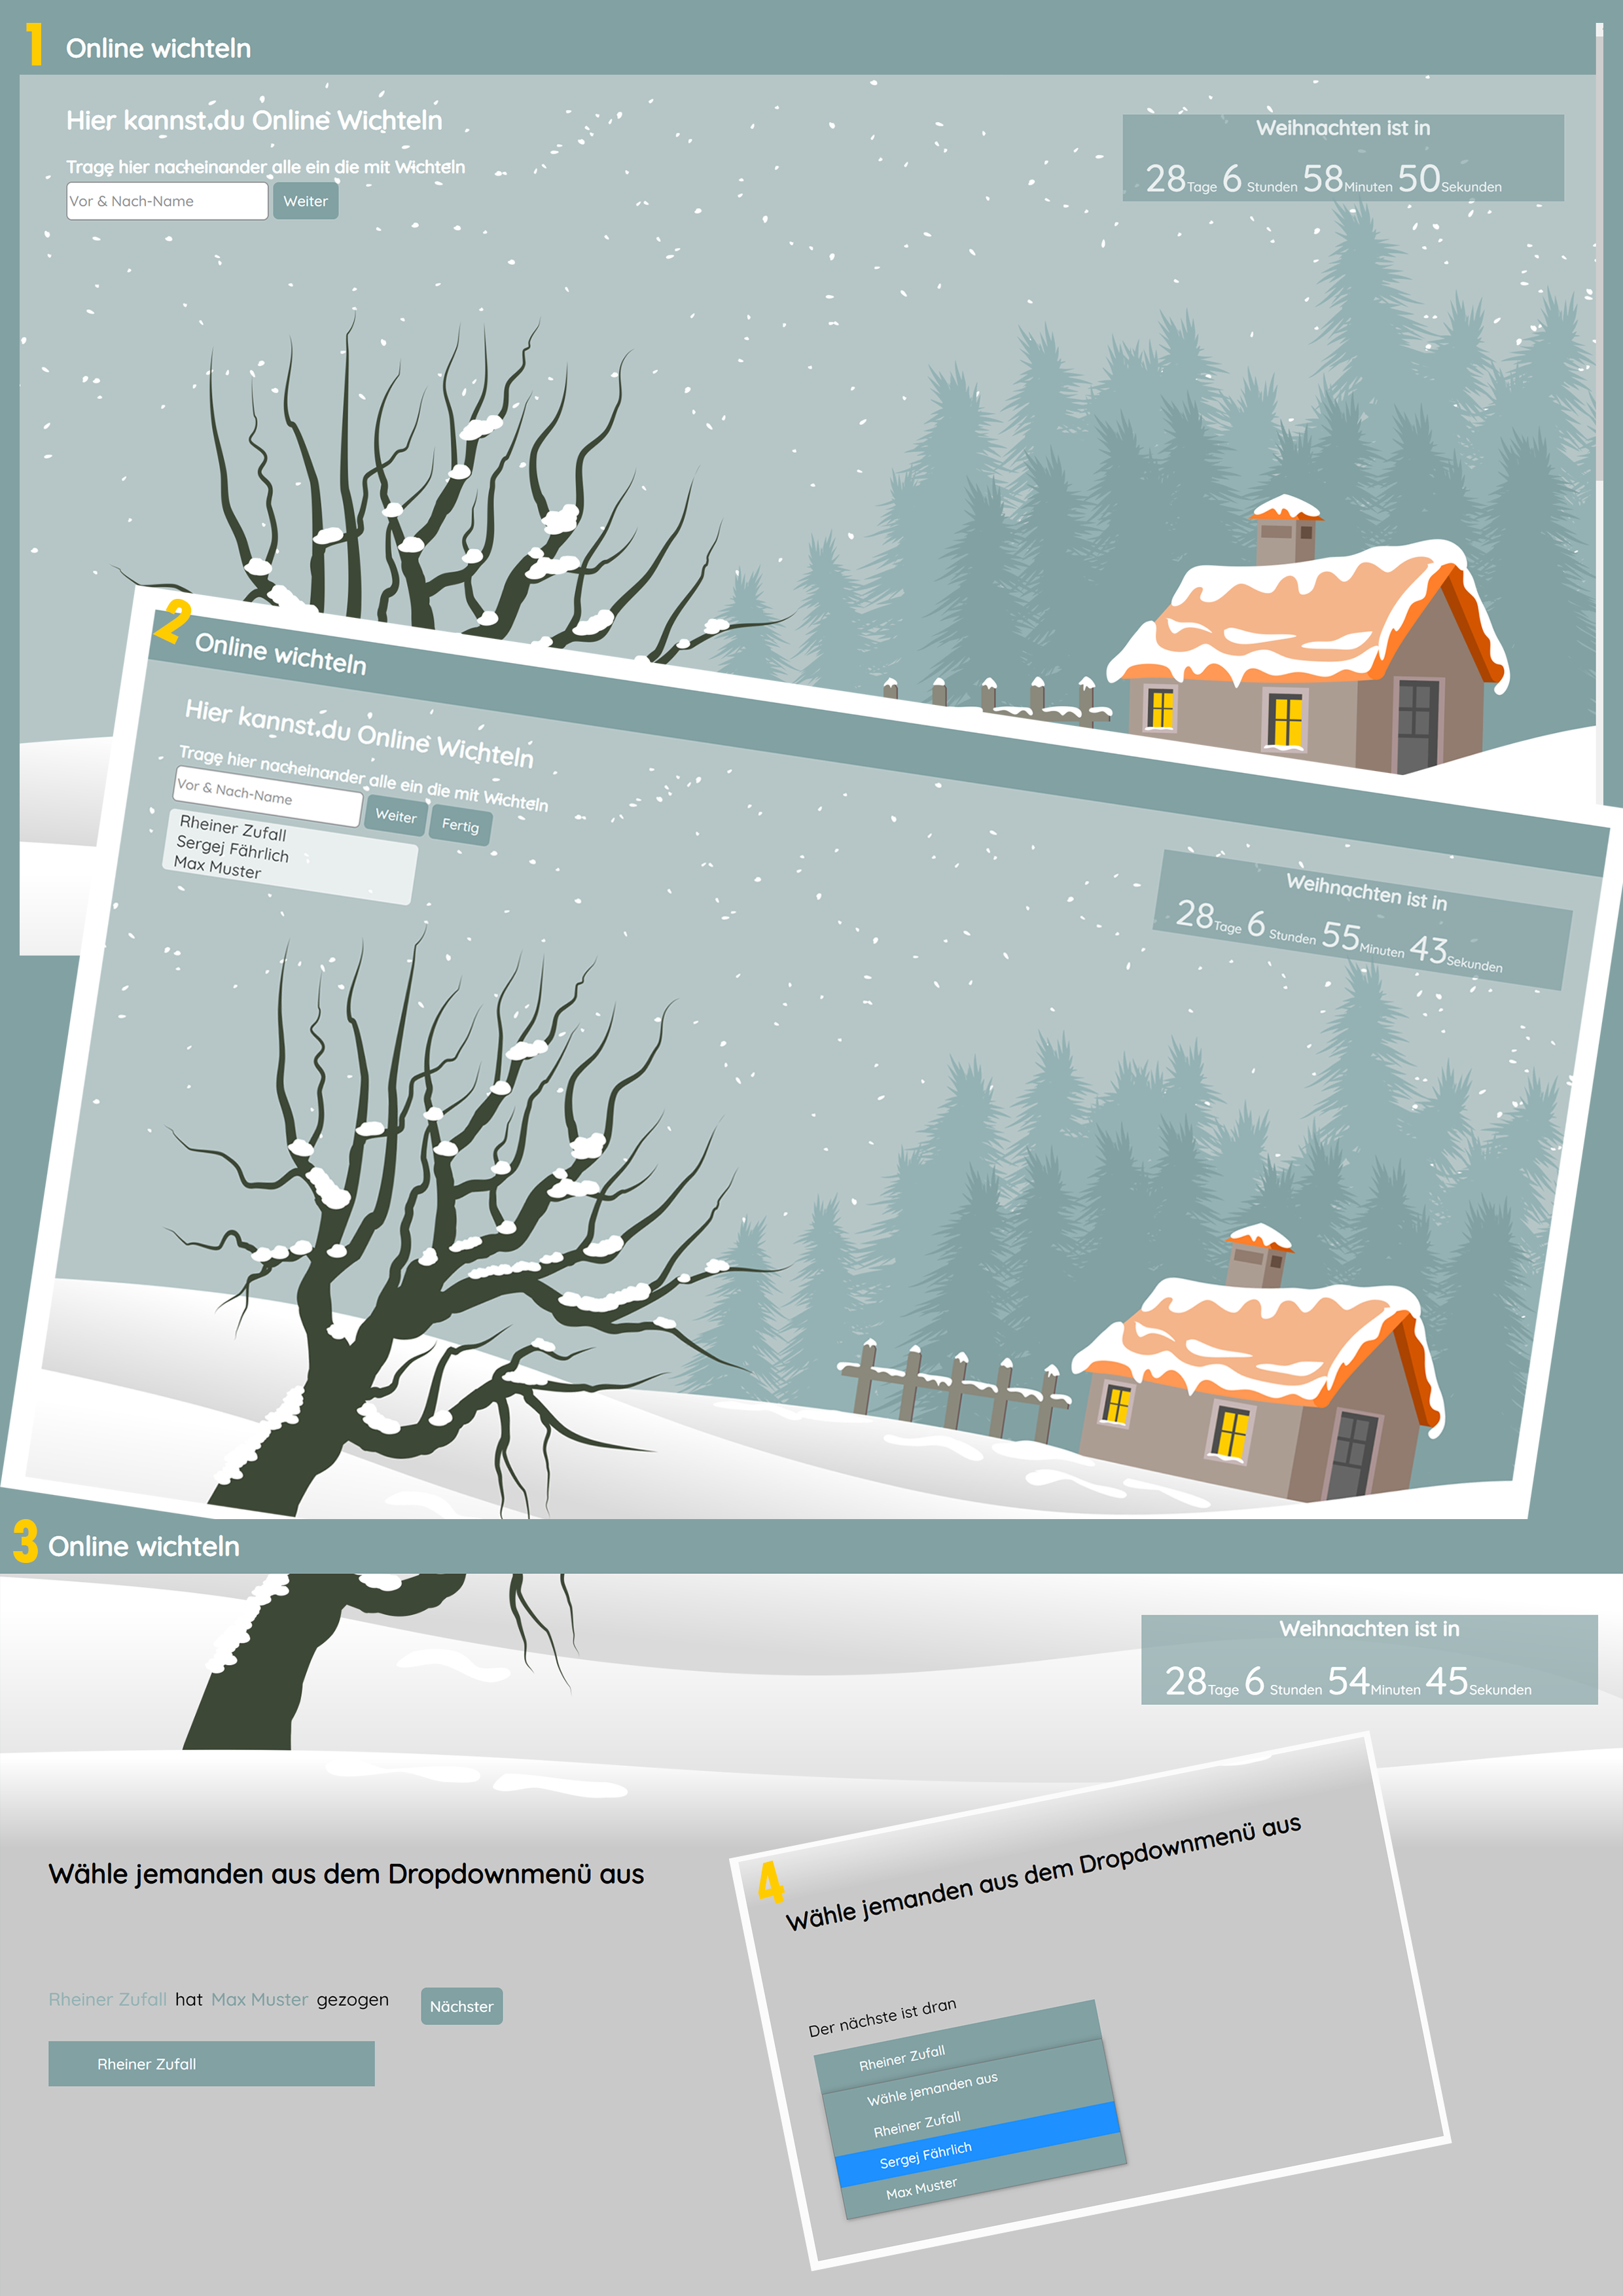 1 Online wichteln
Hier kannst du Online Wichteln
Trage hier nacheinander alle ein die mit Wichteln
Vor & Nach-Name Weiter
Weihnachten ist in
28Tage 6 Stunden 58Minuten 50Sekunden
2 Online wichteln
Hier kannst du Online Wichteln
Trage hier nacheinander alle ein die mit Wichteln
Vor & Nach-Name Weiter Fertig
Rheiner Zufall
Sergej Fährlich
Max Muster
Weihnachten ist in
28Tage 6 Stunden 55Minuten 43Sekunden
3 Online wichteln
Weihnachten ist in
28Tage 6 Stunden 54Minuten 45Sekunden
Wähle jemanden aus dem Dropdownmenü aus
Rheiner Zufall hat Max Muster gezogen Nächster
Rheiner Zufall
4
Wähle jemanden aus dem Dropdownmenü aus
Der nächste ist dran
Rheiner Zufall
Wähle jemanden aus
Rheiner Zufall
Sergej Fährlich
Max Muster